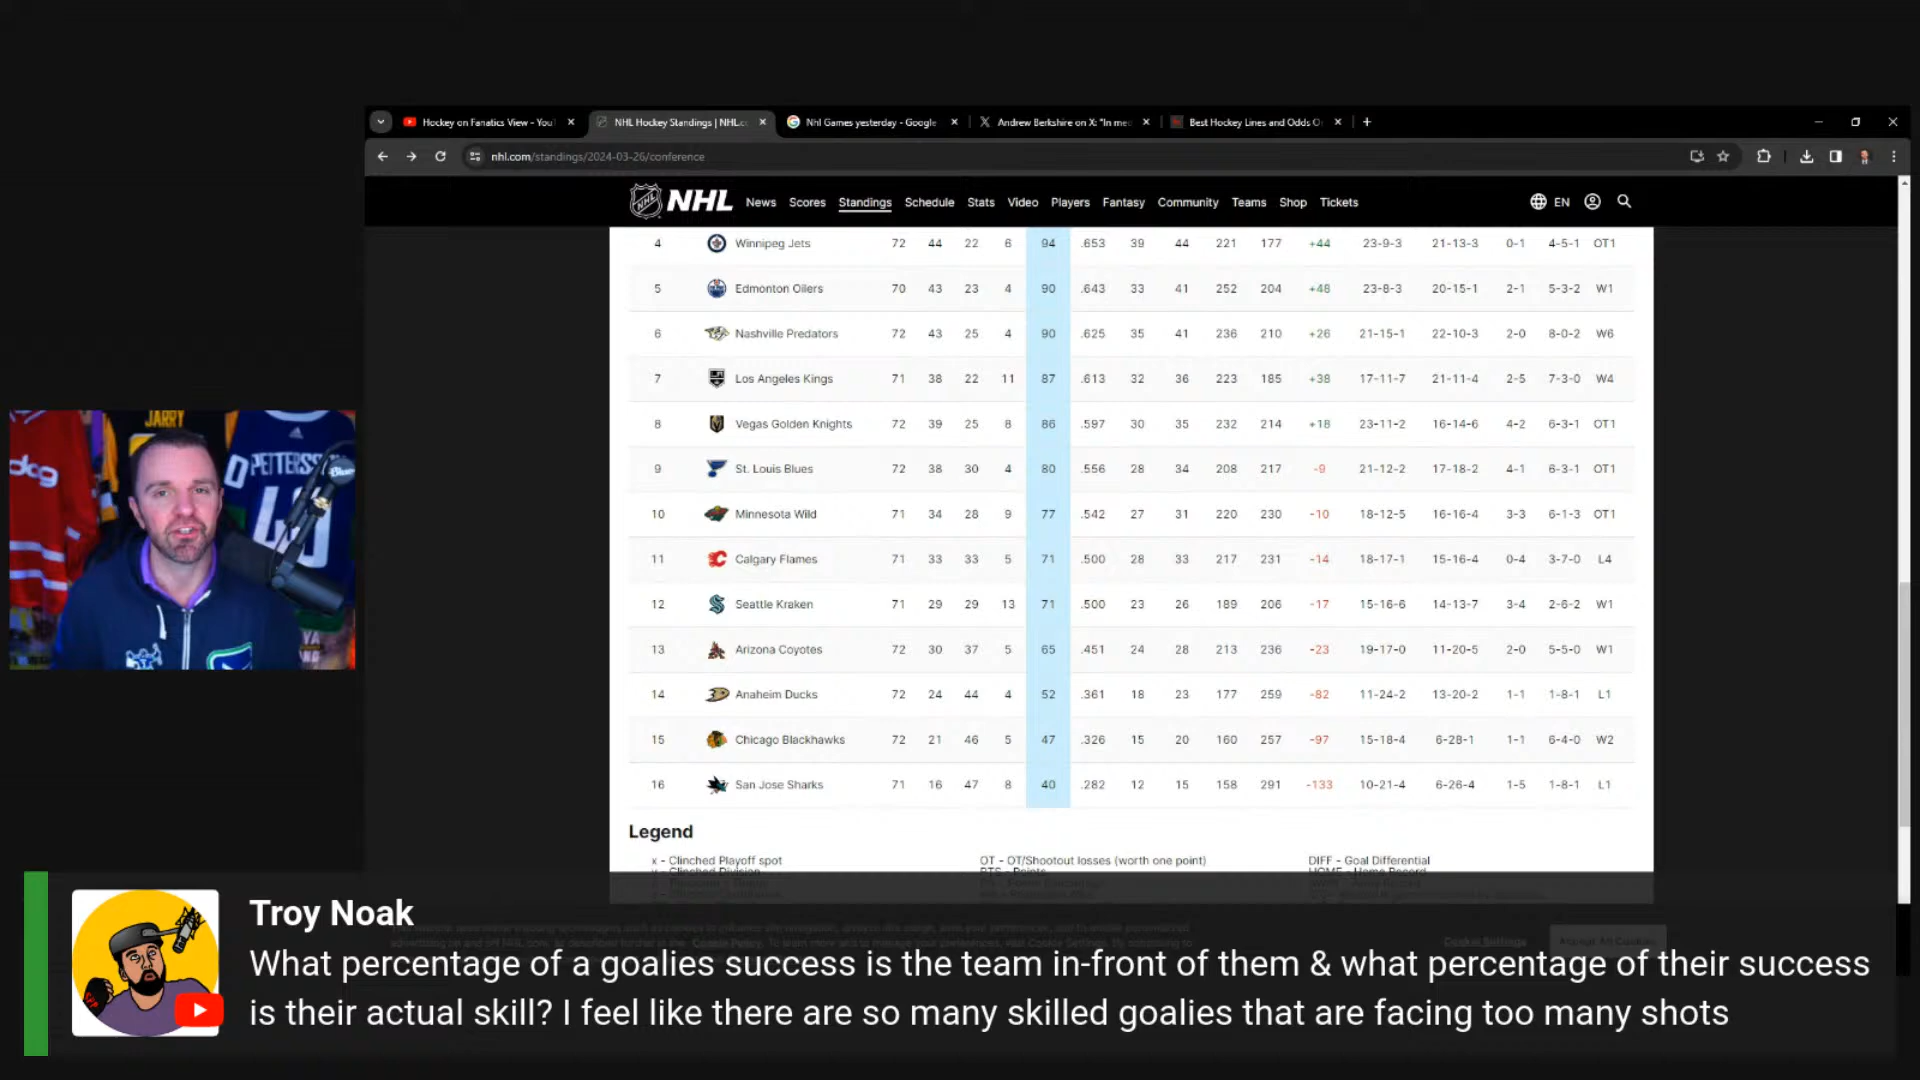 Hockey on Fanatics View - You
NHL Hockey Standings | NHL.c
Nhl Games yesterday - Google
Andrew Berkshire on X: "In me
Best Hockey Lines and Odds O
nhl.com/standings/2024-03-26/conference
NHL News Scores Standings Schedule Stats Video Players Fantasy Community Teams Shop Tickets EN
4 Winnipeg Jets 72 44 22 6 94 .653 39 44 221 177 +44 23-9-3 21-13-3 0-1 4-5-1 OT1
5 Edmonton Oilers 70 43 23 4 90 .643 33 41 252 204 +48 23-8-3 20-15-1 2-1 5-3-2 W1
6 Nashville Predators 72 43 25 4 90 .625 35 41 236 210 +26 21-15-1 22-10-3 2-0 8-0-2 W6
7 Los Angeles Kings 71 38 22 11 87 .613 32 36 223 185 +38 17-11-7 21-11-4 2-5 7-3-0 W4
8 Vegas Golden Knights 72 39 25 8 86 .597 30 35 232 214 +18 23-11-2 16-14-6 4-2 6-3-1 OT1
9 St. Louis Blues 72 38 30 4 80 .556 28 34 208 217 -9 21-12-2 17-18-2 4-1 6-3-1 OT1
10 Minnesota Wild 71 34 28 9 77 .542 27 31 220 230 -10 18-12-5 16-16-4 3-3 6-1-3 OT1
11 Calgary Flames 71 33 33 5 71 .500 28 33 217 231 -14 18-17-1 15-16-4 0-4 3-7-0 L4
12 Seattle Kraken 71 29 29 13 71 .500 23 26 189 206 -17 15-16-6 14-13-7 3-4 2-6-2 W1
13 Arizona Coyotes 72 30 37 5 65 .451 24 28 213 236 -23 19-17-0 11-20-5 2-0 5-5-0 W1
14 Anaheim Ducks 72 24 44 4 52 .361 18 23 177 259 -82 11-24-2 13-20-2 1-1 1-8-1 L1
15 Chicago Blackhawks 72 21 46 5 47 .326 15 20 160 257 -97 15-18-4 6-28-1 1-1 6-4-0 W2
16 San Jose Sharks 71 16 47 8 40 .282 12 15 158 291 -133 10-21-4 6-26-4 1-5 1-8-1 L1
JARRY
PETTERSS
40
Legend
x - Clinched Playoff spot OT - OT/Shootout losses (worth one point) DIFF - Goal Differential
y - Clinched Division PTS - Points HOME - Home Record
Cookie Settings Accept All Cookies
Troy Noak
What percentage of a goalies success is the team in-front of them & what percentage of their success
is their actual skill? I feel like there are so many skilled goalies that are facing too many shots